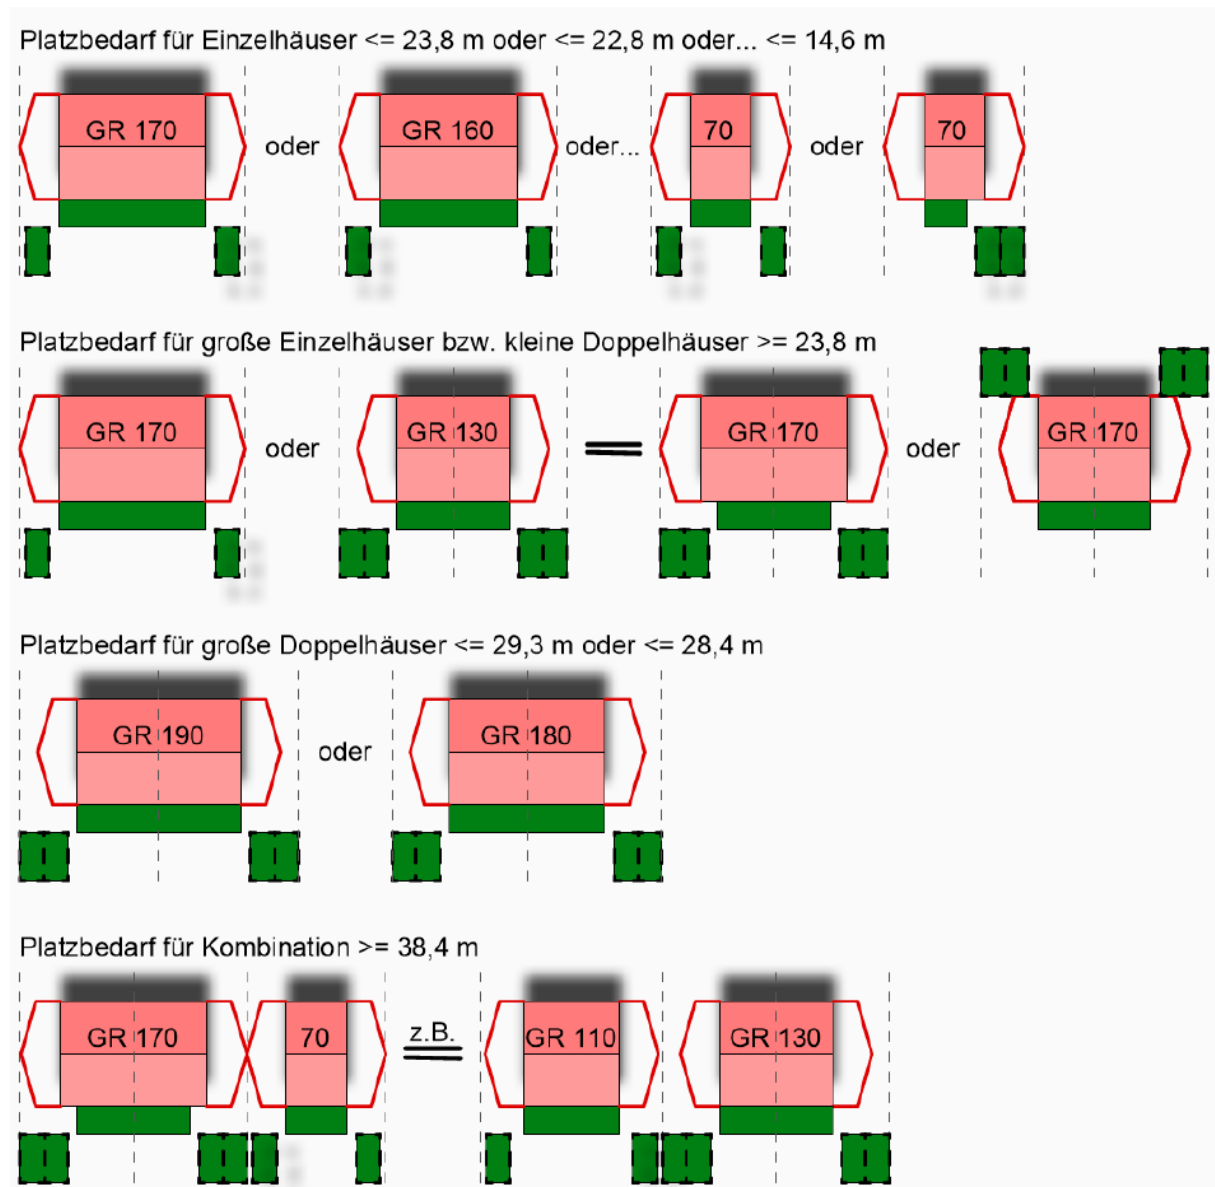 Platzbedarf für Einzelhäuser <= 23,8 m oder <= 22,8 m oder... <= 14,6 m
GR 170 oder GR 160 oder... 70 oder 70
Platzbedarf für große Einzelhäuser bzw. kleine Doppelhäuser >= 23,8 m
GR 170 oder GR 130 GR 170 oder GR 170
Platzbedarf für große Doppelhäuser <= 29,3 m oder <= 28,4 m
GR 190 oder GR 180
Platzbedarf für Kombination >= 38,4 m
GR 170 70 z.B. GR 110 GR 130